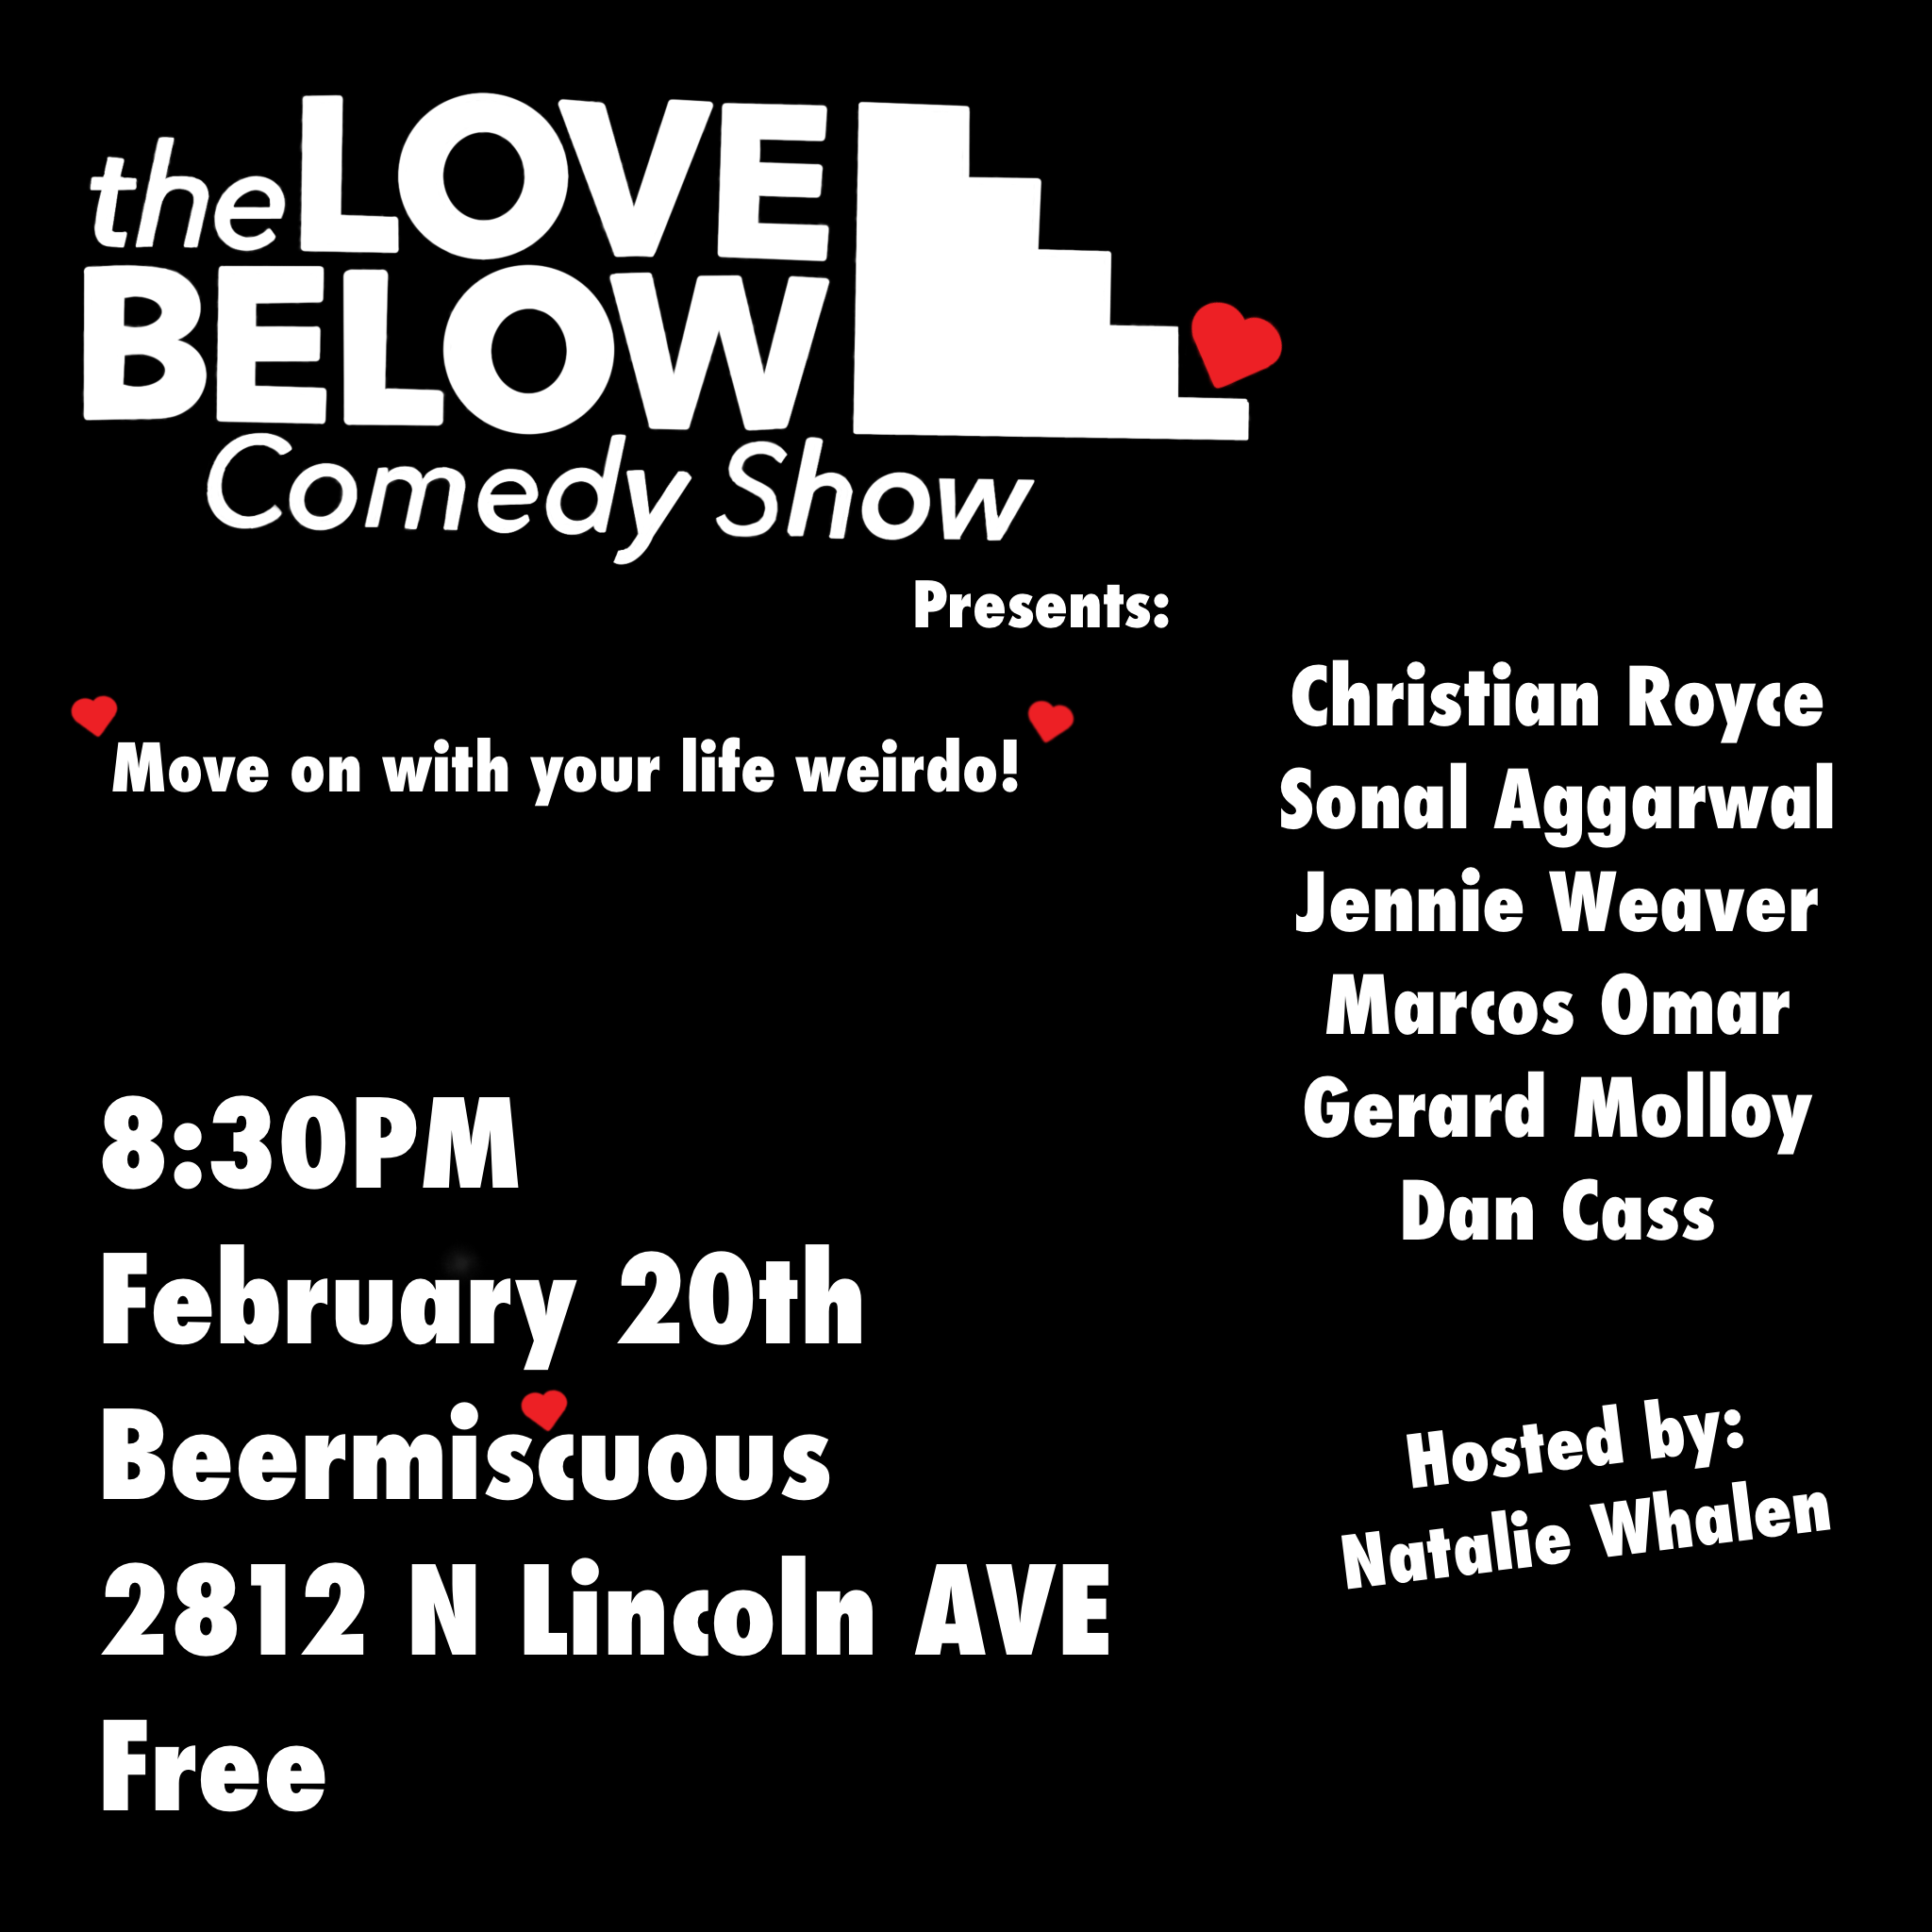 the LOVE
BELOW
Comedy Show
Presents:
Move on with your life weirdo!
Christian Royce
Sonal Aggarwal
Jennie Weaver
Marcos Omar
Gerard Molloy
Dan Cass
8:30PM
February 20th
Beermiscuous
2812 N Lincoln AVE
Free
Hosted by:
Natalie Whalen